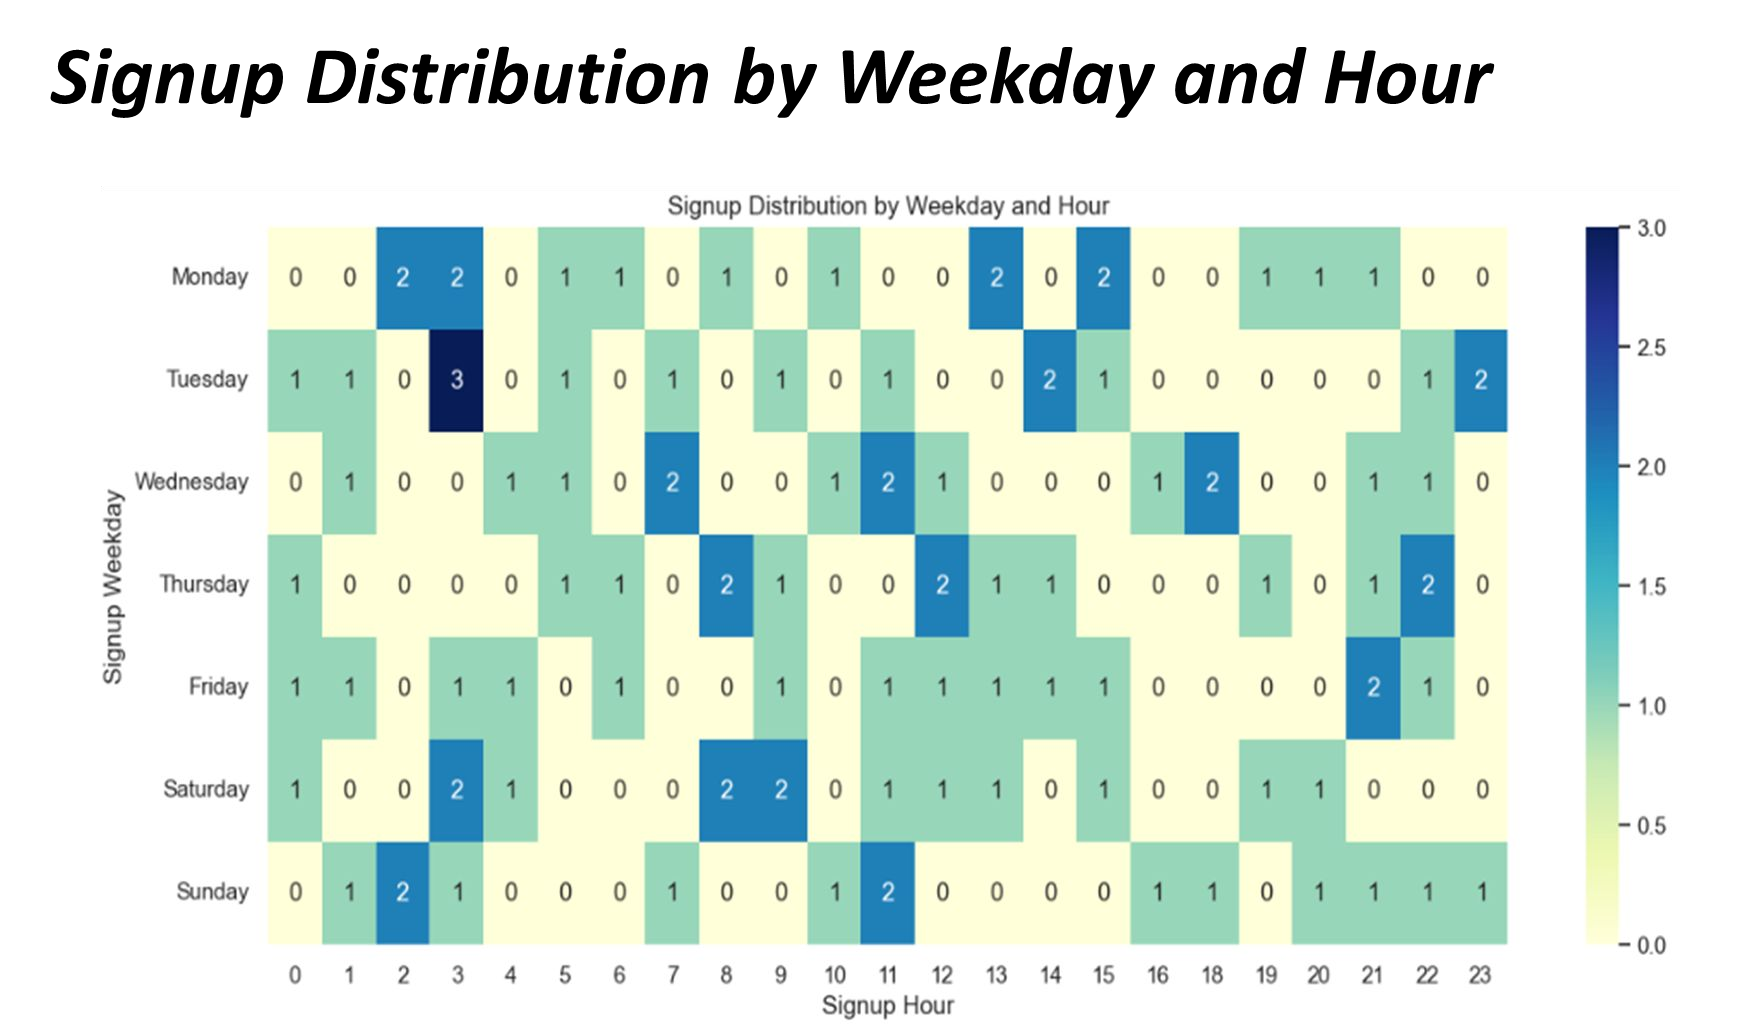 Signup Distribution by Weekday and Hour
Signup Distribution by Weekday and Hour
Monday 0 0 2 2 0 1 1 0 1 0 1 0 0 2 0 2 0 0 1 1 1 0 0
Tuesday 1 1 0 3 0 1 0 1 0 1 0 1 0 0 2 1 0 0 0 0 0 1 2
Wednesday 0 1 0 0 1 1 0 2 0 0 1 2 1 0 0 0 1 2 0 0 1 1 0
Thursday 1 0 0 0 0 1 1 0 2 1 0 0 2 1 1 0 0 0 1 0 1 2 0
Friday 1 1 0 1 1 0 1 0 0 1 0 1 1 1 1 1 0 0 0 0 2 1 0
Saturday 1 0 0 2 1 0 0 0 2 2 0 1 1 1 0 1 0 0 1 1 0 0 0
Sunday 0 1 2 1 0 0 0 1 0 0 1 2 0 0 0 0 1 1 0 1 1 1 1
0 1 2 3 4 5 6 7 8 9 10 11 12 13 14 15 16 18 19 20 21 22 23
Signup Hour
Signup Weekday
3.0
2.5
2.0
1.5
1.0
0.5
0.0